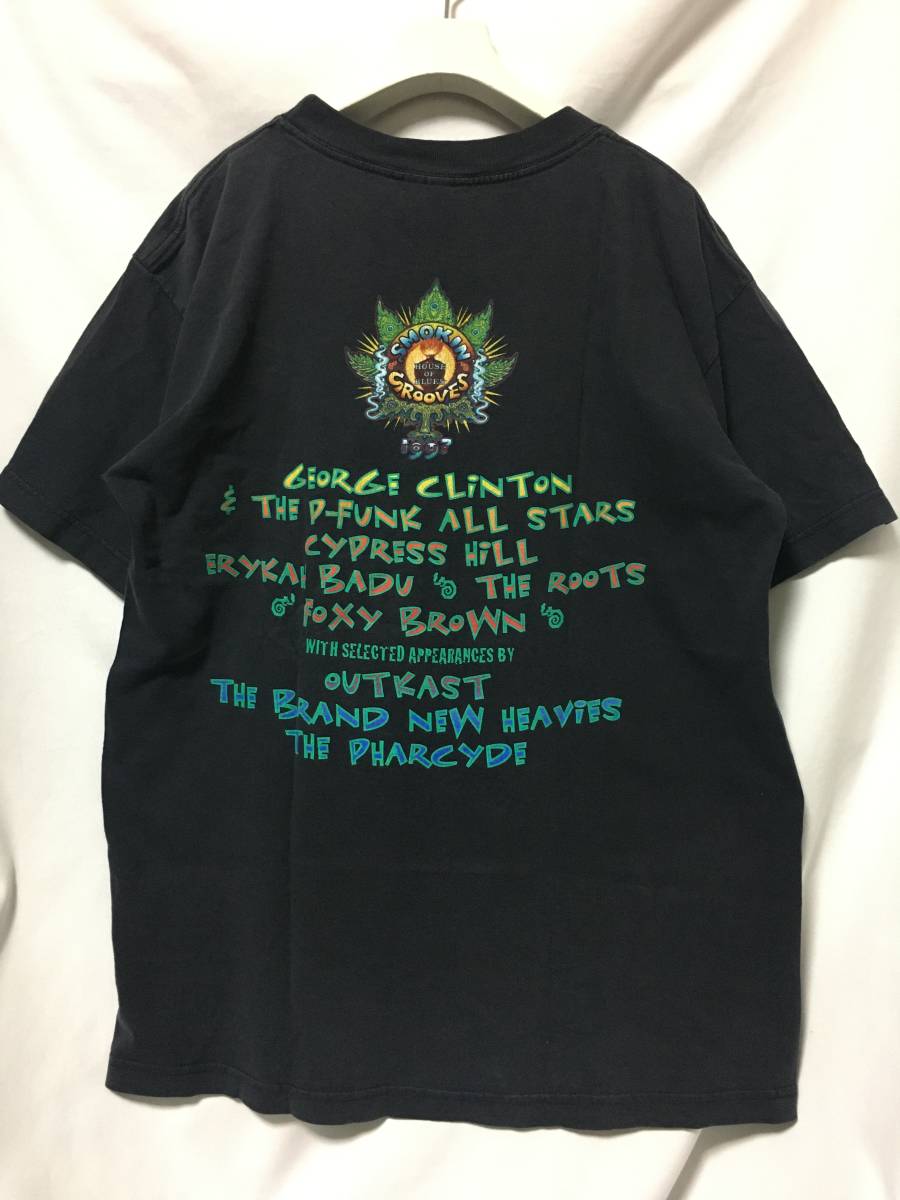 SMOKIN
HOUSE
OF
BLUES
GROOVES
1997
GEORGE CLiNTON
& THE P-FUNK ALL STARS
CYPRESS HiLL
ERYKAH BADU THE ROOTS
FOXY BROWN
WITH SELECTED APPEARANCES BY
OUTKAST
THE BRAND NEW HEAViES
THE PHARCYDE